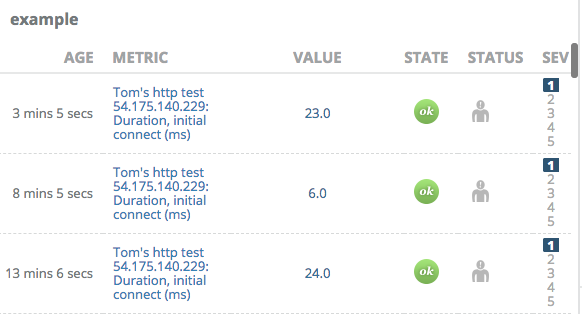 example
AGE METRIC VALUE STATE STATUS SEV
Tom's http test
54.175.140.229:
3 mins 5 secs Duration, initial 23.0 ok
connect (ms)
1
2
3
4
5
Tom's http test
54.175.140.229:
8 mins 5 secs Duration, initial 6.0 ok
connect (ms)
1
2
3
4
5
Tom's http test
54.175.140.229:
13 mins 6 secs Duration, initial 24.0 ok
connect (ms)
1
2
3
4
5